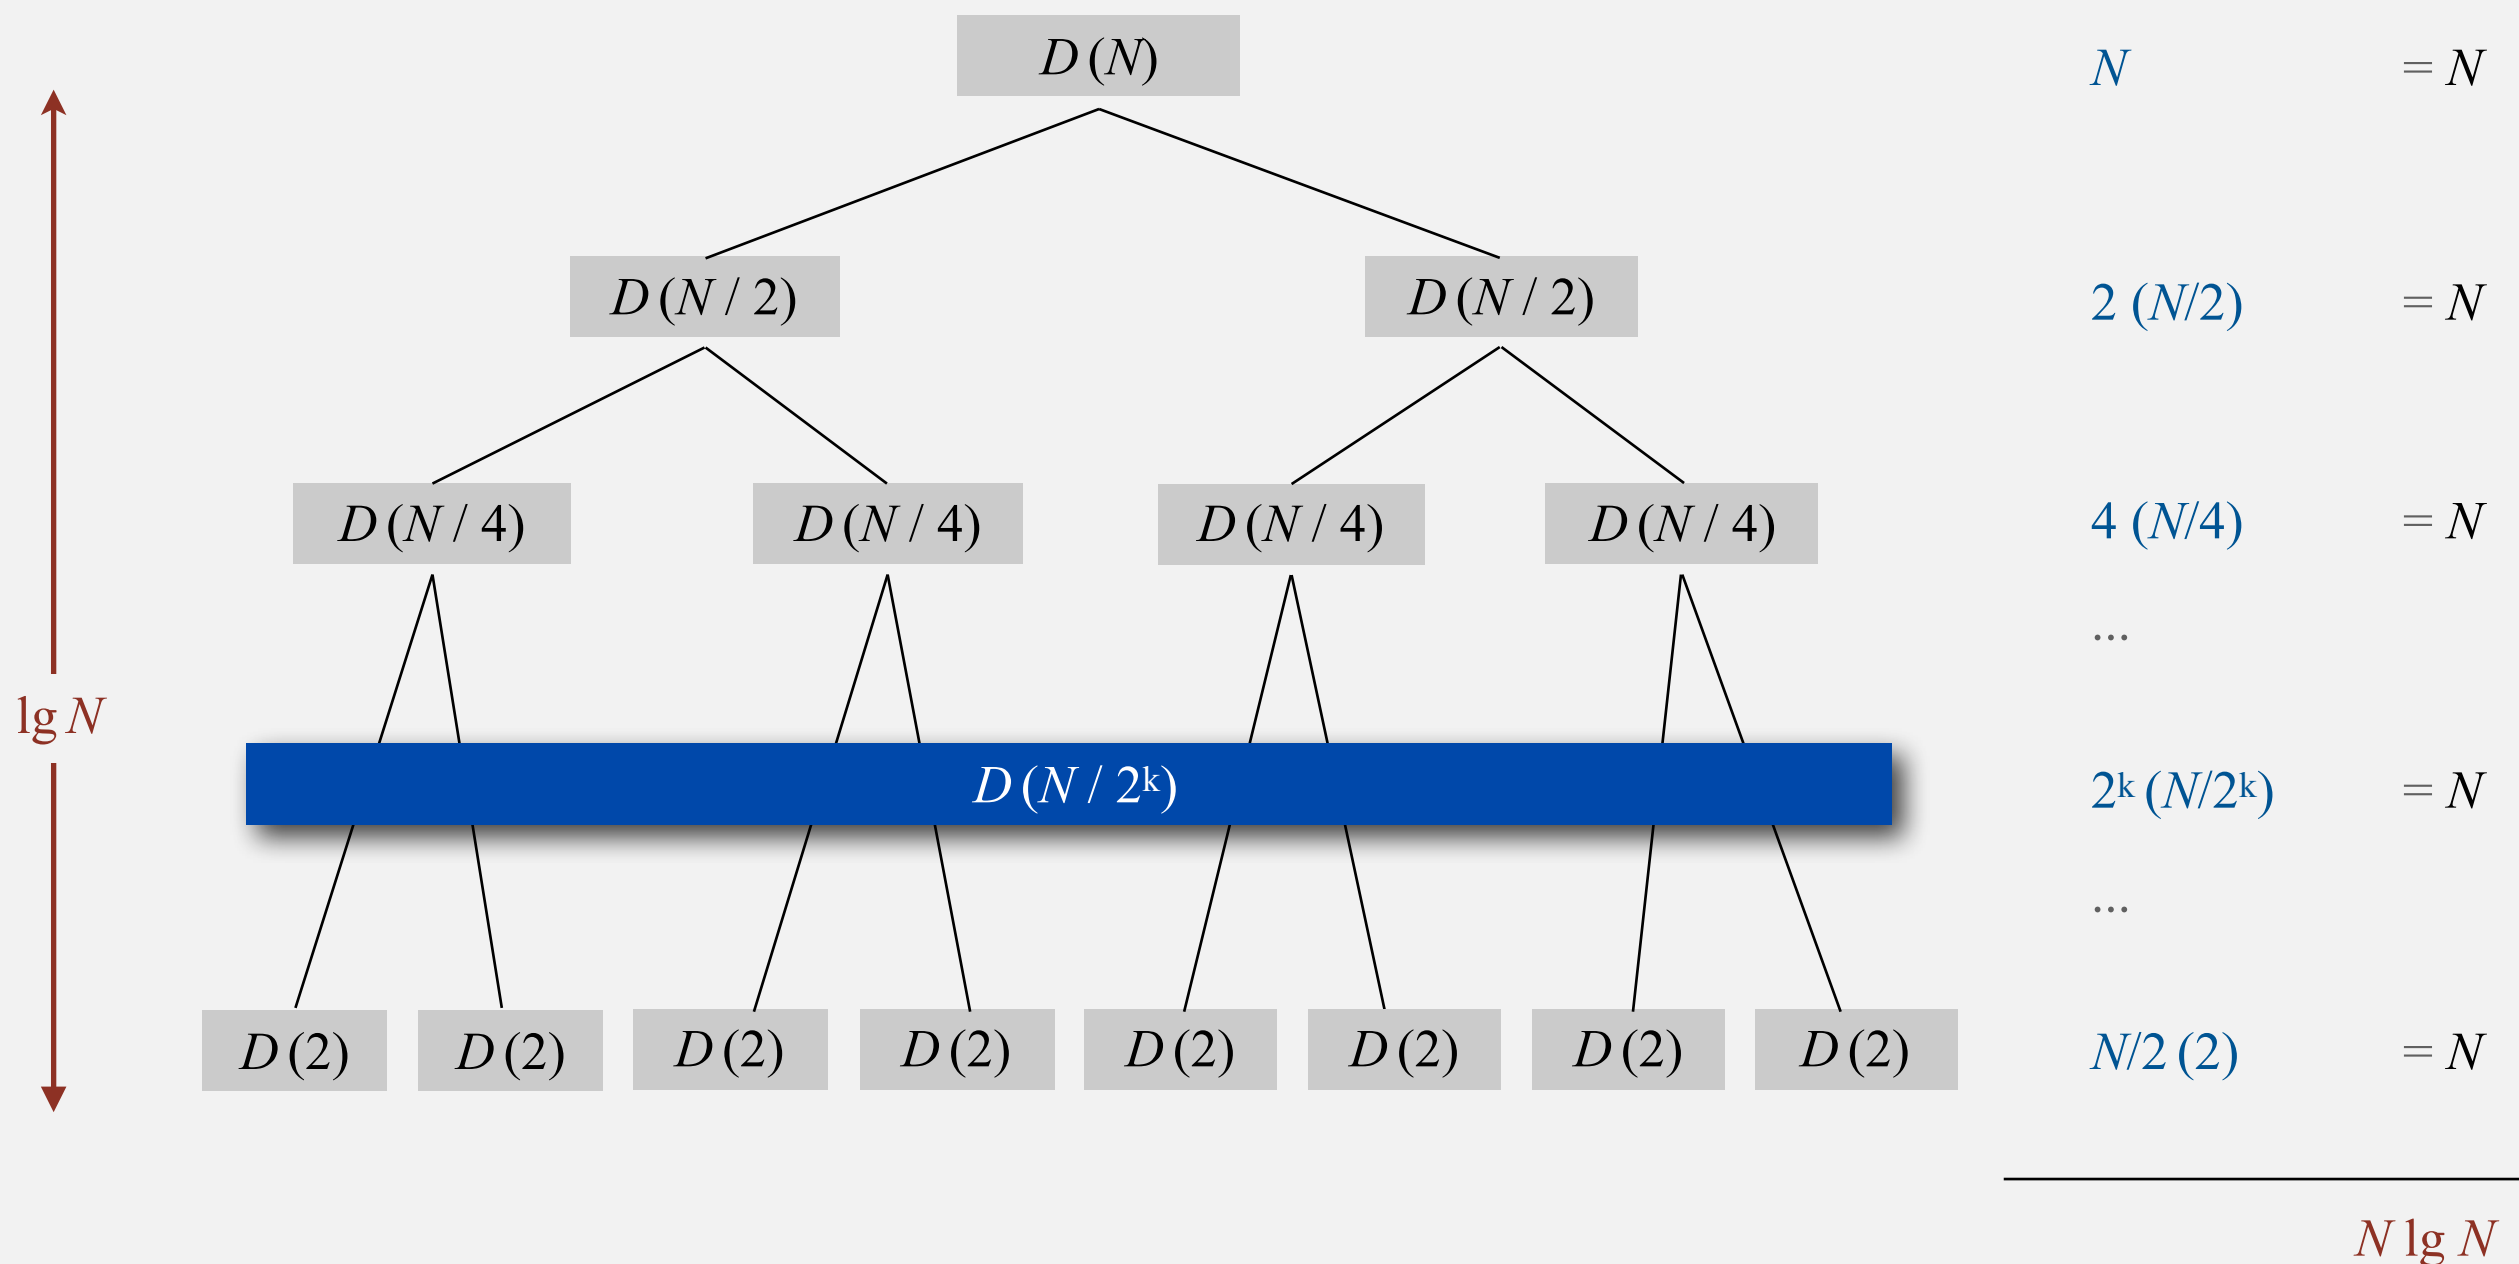 D (N) N = N
D (N / 2) D (N / 2) 2 (N/2) = N
D (N / 4) D (N / 4) D (N / 4) D (N / 4) 4 (N/4) = N
...
lg N
D (N / 2ᵏ) 2ᵏ (N/2ᵏ) = N
...
D (2) D (2) D (2) D (2) D (2) D (2) D (2) D (2) N/2 (2) = N
N lg N